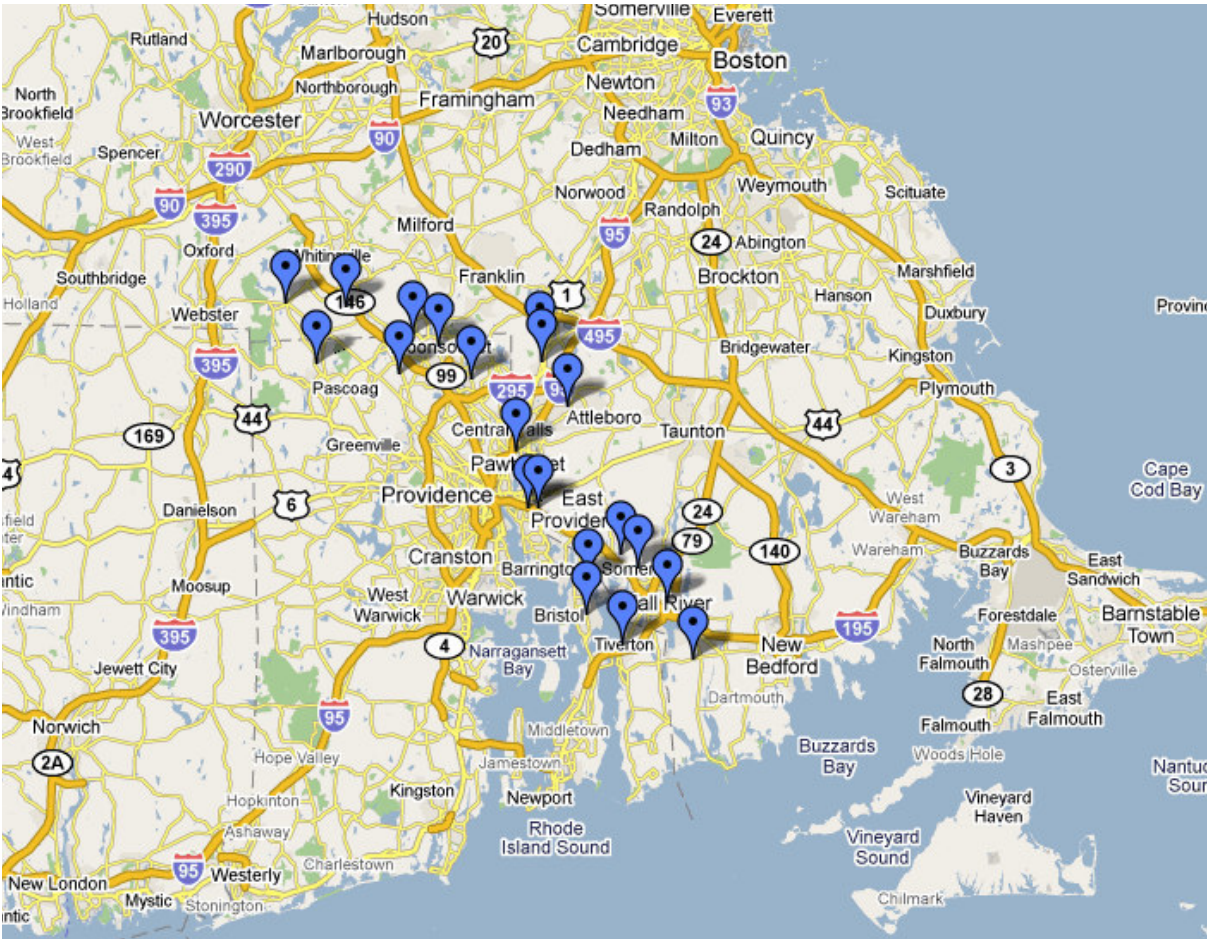 Hudson
Somerville
Everett
Rutland
Marlborough
20
Cambridge
Boston
North
Brookfield
Northborough
Newton
Framingham
93
Worcester
Needham
West
Brookfield
90
Milton
Quincy
Spencer
Dedham
290
Norwood
Weymouth
Scituate
90
395
Randolph
Milford
95
24
Abington
Oxford
Whitinsville
Franklin
Brockton
Marshfield
Southbridge
1
Hanson
Holland
146
Webster
Duxbury
Provin
495
Bridgewater
Kingston
395
99
295
95
Pascoag
Plymouth
44
Attleboro
44
169
Central Falls
Taunton
Greenville
3
Cape
Cod Bay
Providence
East
Providen
6
Danielson
West
Wareham
24
79
140
Wareham
Buzzards
Bay
East
Sandwich
Cranston
Barrington
Somer
Moosup
West
Warwick
Warwick
Bristol
Fall River
Forestdale
Barnstable
Town
395
195
4
Tiverton
New
Bedford
North
Falmouth
Mashpee
Narragansett
Bay
Jewett City
Osterville
Dartmouth
28
East
Falmouth
95
Norwich
Middletown
Falmouth
Buzzards
Bay
Woods Hole
Hope Valley
2A
Jamestown
Kingston
Newport
Vineyard
Haven
Hopkinton
Ashaway
Rhode
Island Sound
Vineyard
Sound
Charlestown
95
Westerly
New London
Mystic
Stonington
Chilmark